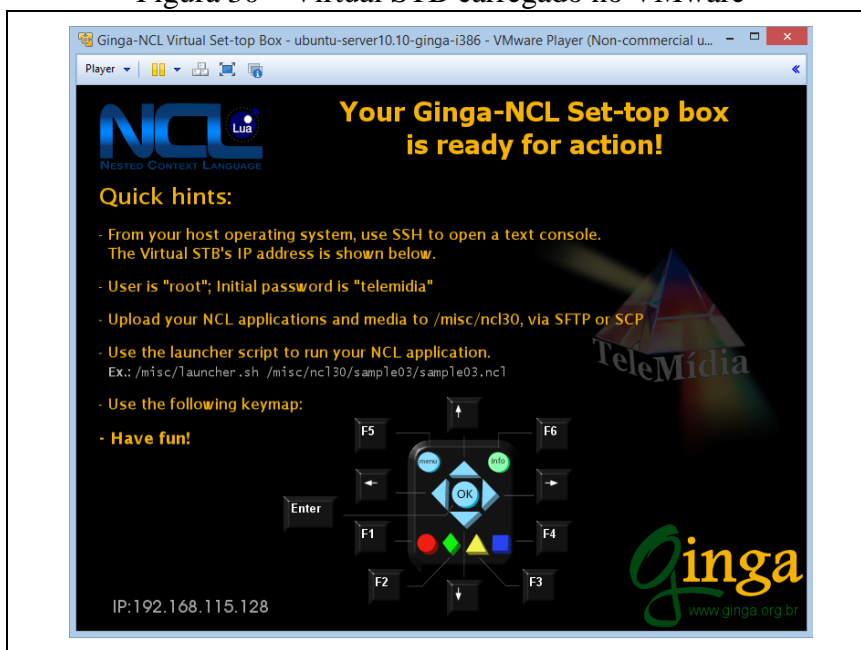 Figura 30 – Virtual STB carregado no VMware
Ginga-NCL Virtual Set-top Box - ubuntu-server10.10-ginga-i386 - VMware Player (Non-commercial u...
Player
NCL
Lua
NESTED CONTEXT LANGUAGE
Your Ginga-NCL Set-top box
is ready for action!
Quick hints:
- From your host operating system, use SSH to open a text console.
The Virtual STB's IP address is shown below.
- User is "root"; Initial password is "telemidia"
- Upload your NCL applications and media to /misc/ncl30, via SFTP or SCP
- Use the launcher script to run your NCL application.
Ex.: /misc/launcher.sh /misc/ncl30/sample03/sample03.ncl
TeleMídia
- Use the following keymap:
- Have fun!
F5
F6
menu
info
OK
Enter
F1
F4
F2
F3
IP:192.168.115.128
Ginga
www.ginga.org.br